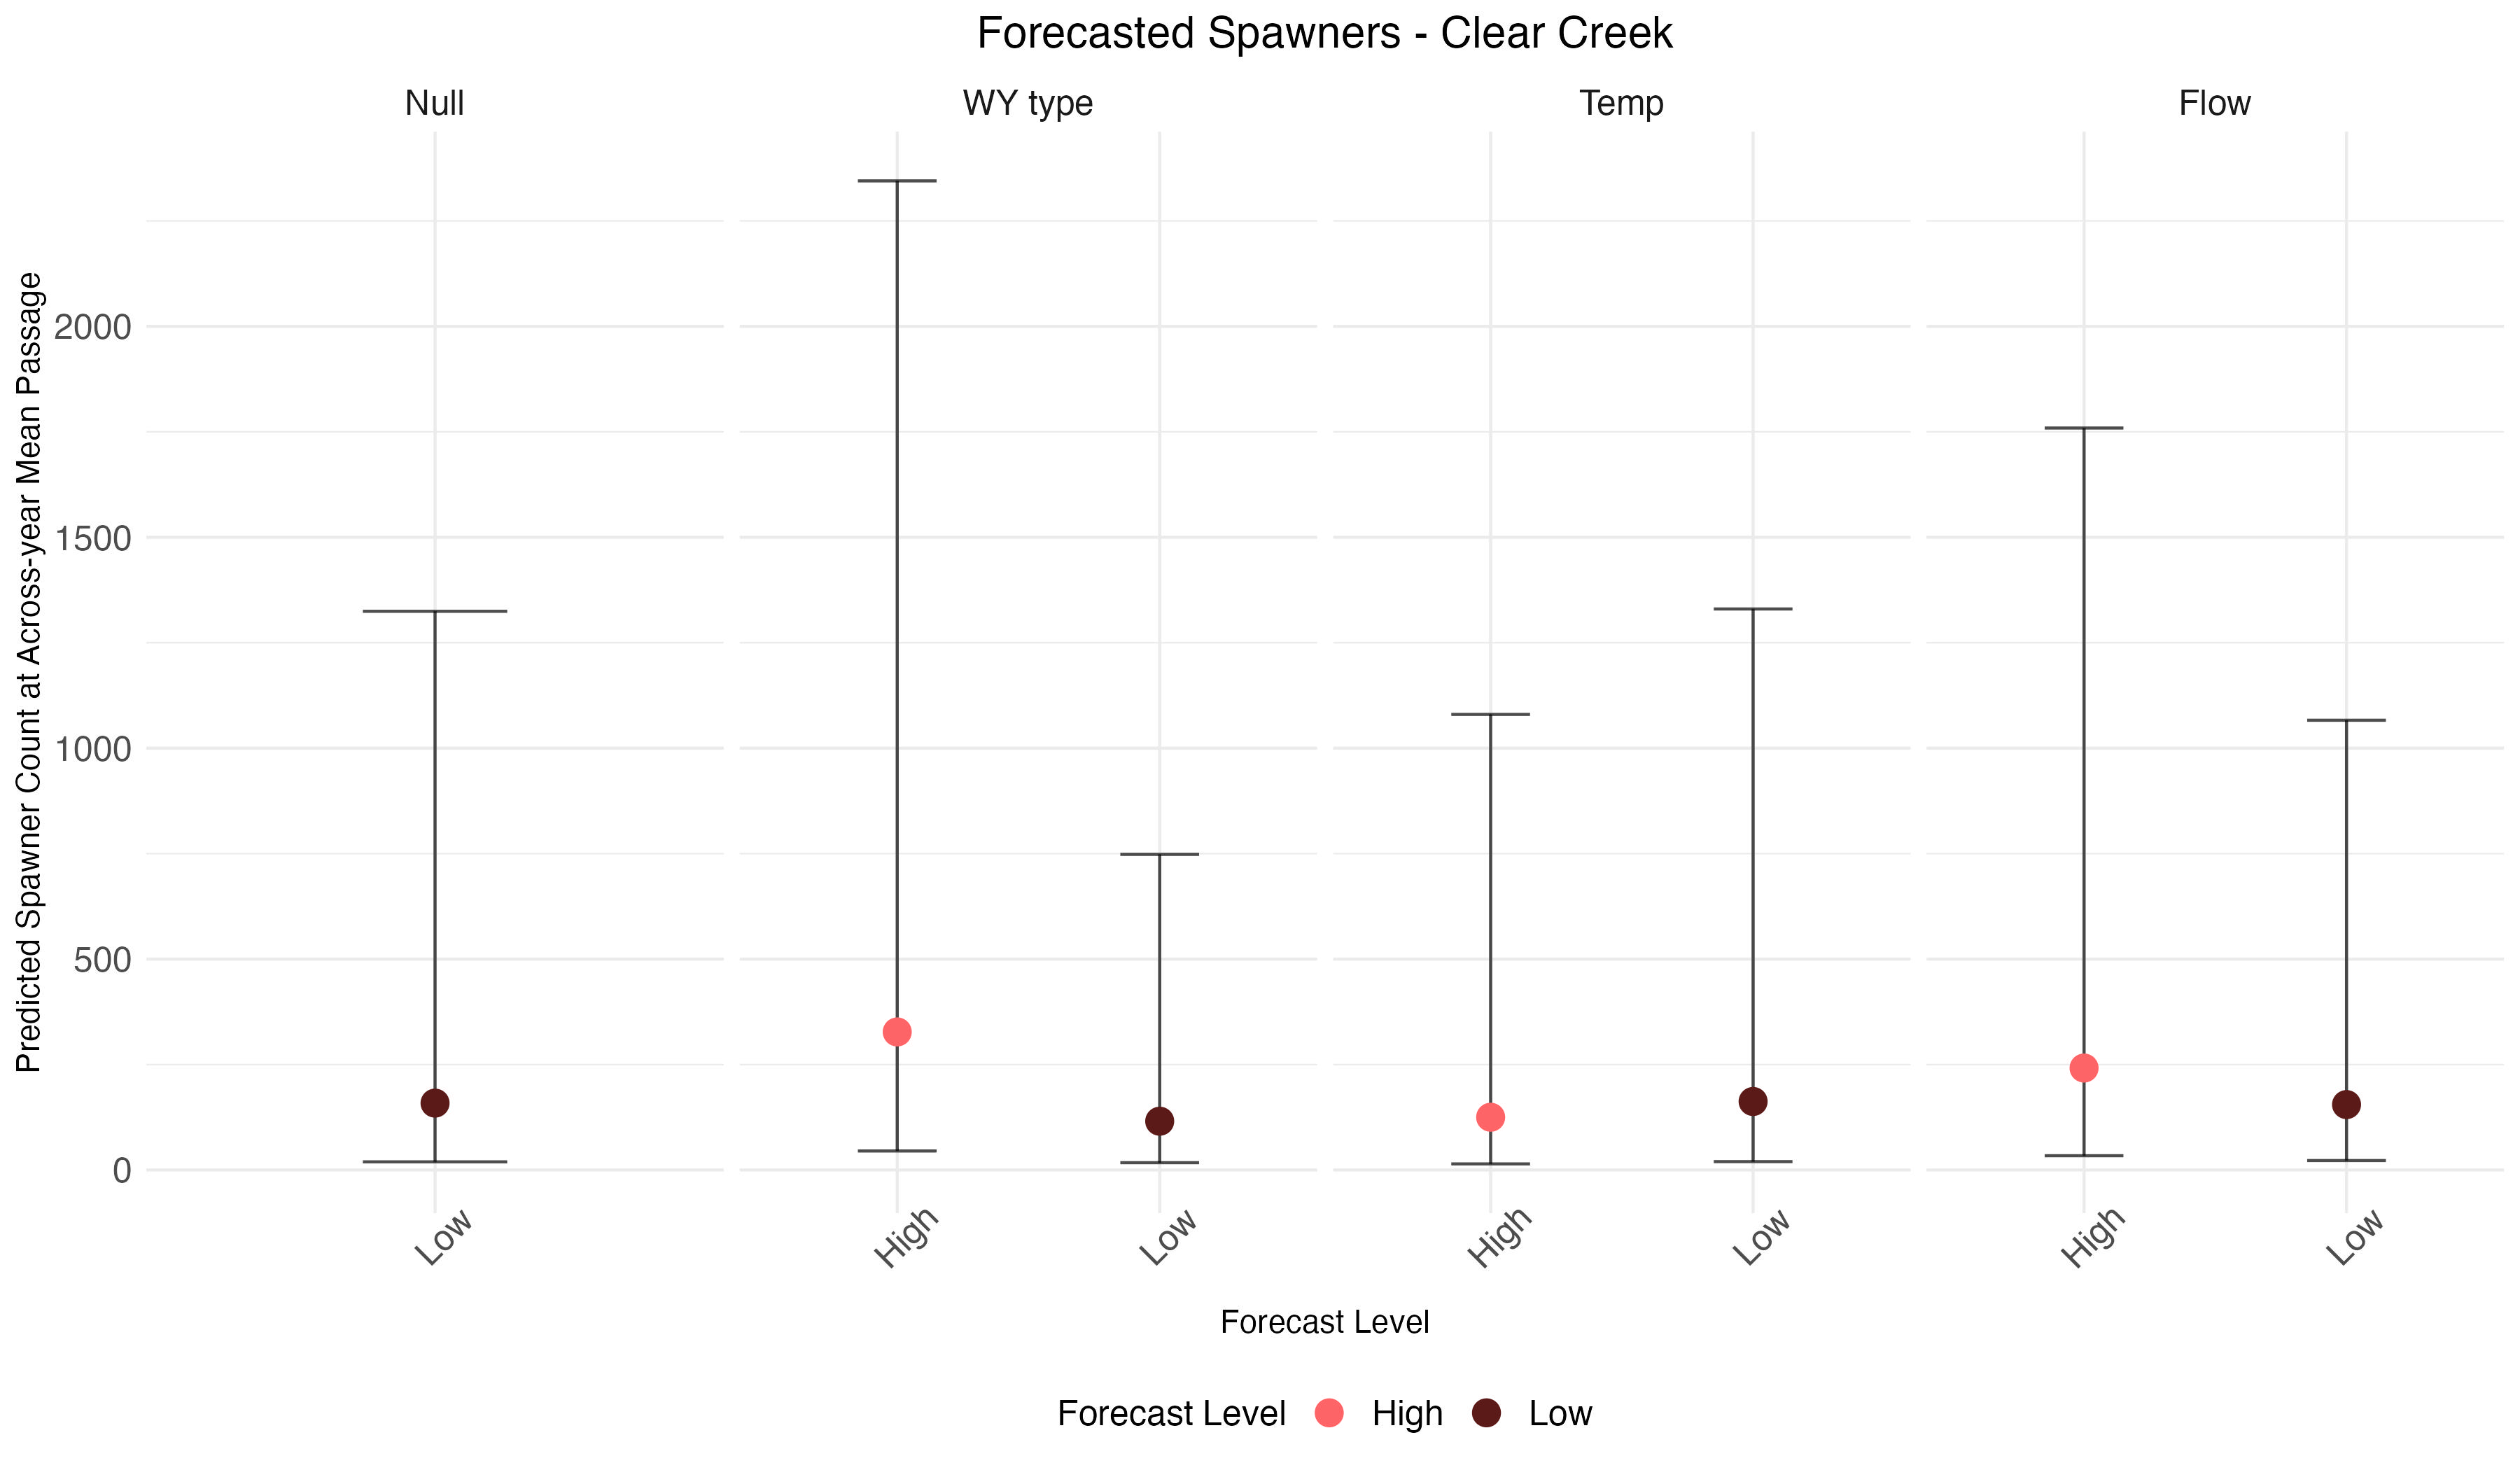 Forecasted Spawners - Clear Creek
Null
WY type
Temp
Flow
Predicted Spawner Count at Across-year Mean Passage
2000
1500
1000
500
0
Low
High
Low
High
Low
High
Low
Forecast Level
Forecast Level High Low